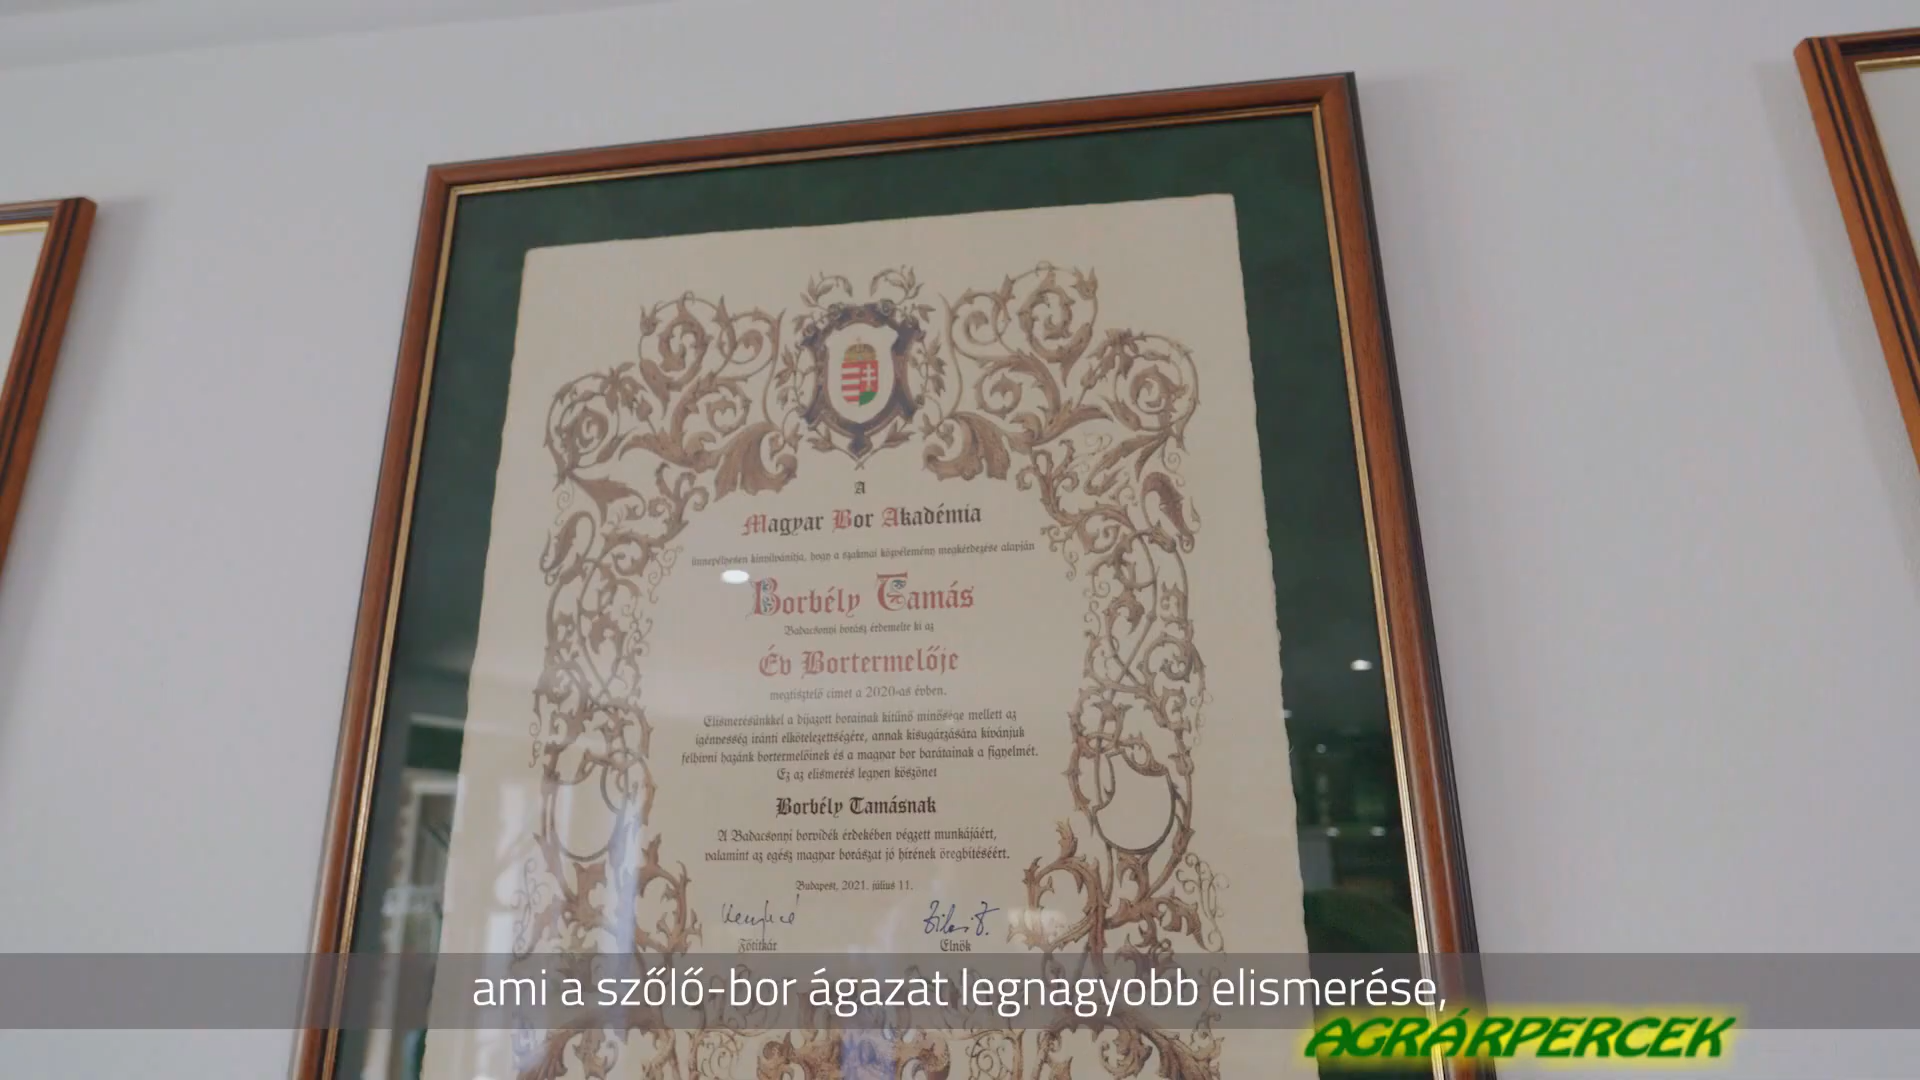 A
Magyar Bor Akadémia
ünnepélyesen kinyilvánítja, hogy a szakmai közvélemény megkérdezése alapján
Borbély Tamás
Badacsonyi borász érdemelte ki az
Év Bortermelője
megtisztelő címet a 2020-as évben.
Elismerésünkkel a díjazott borainak kitűnő minősége mellett az
igényesség iránti elkötelezettségére, annak kisugárzására kívánjuk
felhívni hazánk bortermelőinek és a magyar bor barátainak a figyelmét.
Ez az elismerés legyen köszönet
Borbély Tamásnak
A Badacsonyi borvidék érdekében végzett munkájáért,
valamint az egész magyar borászat jó hírének öregbítéséért.
Budapest, 2021. július 11.
Főtitkár
Elnök
ami a szőlő-bor ágazat legnagyobb elismerése,
AGRÁRPERCEK